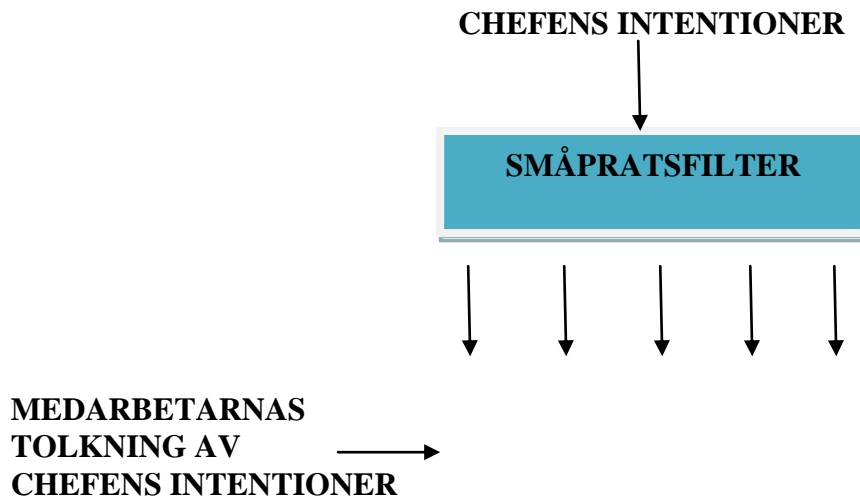 CHEFENS INTENTIONER
SMÅPRATSFILTER
MEDARBETARNAS
TOLKNING AV
CHEFENS INTENTIONER